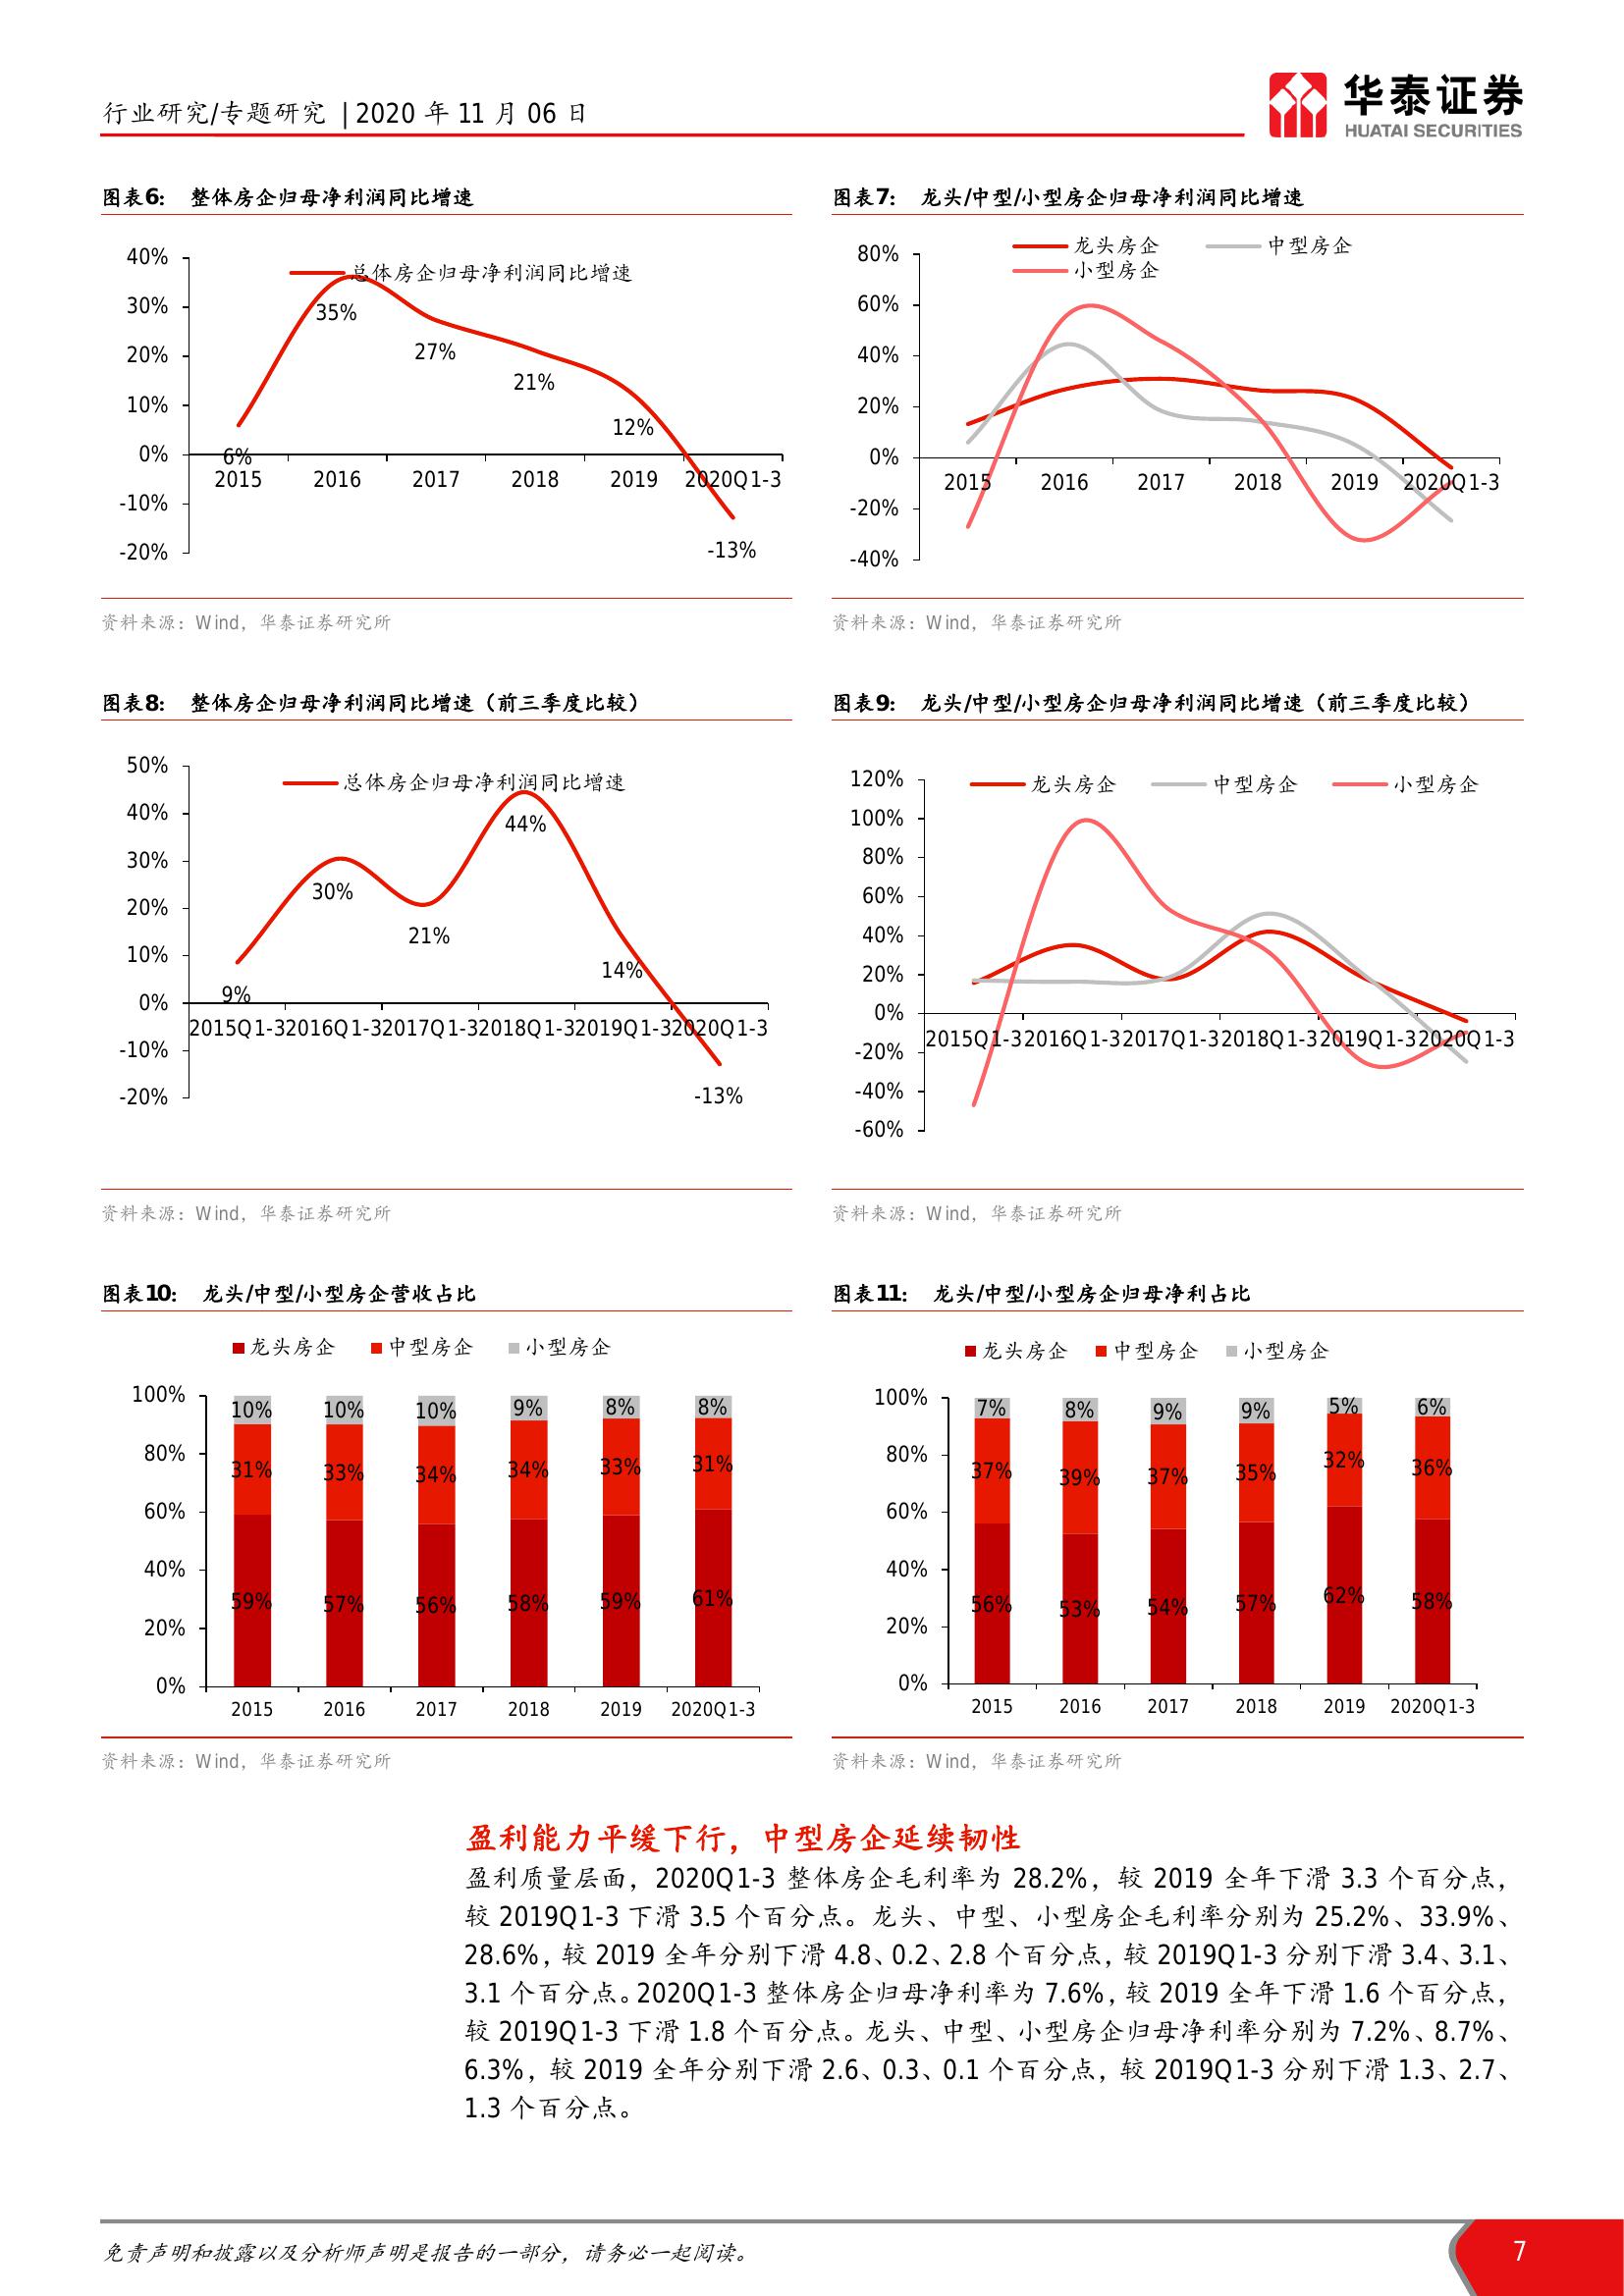 行业研究/专题研究 | 2020 年 11 月 06 日
华泰证券
HUATAI SECURITIES
图表6: 整体房企归母净利润同比增速
总体房企归母净利润同比增速
40%
30%
20%
10%
0%
-10%
-20%
6%
35%
27%
21%
12%
-13%
2015 2016 2017 2018 2019 2020Q1-3
资料来源：Wind，华泰证券研究所
图表7: 龙头/中型/小型房企归母净利润同比增速
龙头房企 中型房企
小型房企
80%
60%
40%
20%
0%
-20%
-40%
2015 2016 2017 2018 2019 2020Q1-3
资料来源：Wind，华泰证券研究所
图表8: 整体房企归母净利润同比增速（前三季度比较）
总体房企归母净利润同比增速
50%
40%
30%
20%
10%
0%
-10%
-20%
9%
30%
21%
44%
14%
-13%
2015Q1-3 2016Q1-3 2017Q1-3 2018Q1-3 2019Q1-3 2020Q1-3
资料来源：Wind，华泰证券研究所
图表9: 龙头/中型/小型房企归母净利润同比增速（前三季度比较）
龙头房企 中型房企 小型房企
120%
100%
80%
60%
40%
20%
0%
-20%
-40%
-60%
2015Q1-3 2016Q1-3 2017Q1-3 2018Q1-3 2019Q1-3 2020Q1-3
资料来源：Wind，华泰证券研究所
图表10: 龙头/中型/小型房企营收占比
龙头房企 中型房企 小型房企
100%
80%
60%
40%
20%
0%
10% 10% 10% 9% 8% 8%
31% 33% 34% 34% 33% 31%
59% 57% 56% 58% 59% 61%
2015 2016 2017 2018 2019 2020Q1-3
资料来源：Wind，华泰证券研究所
图表11: 龙头/中型/小型房企归母净利占比
龙头房企 中型房企 小型房企
100%
80%
60%
40%
20%
0%
7% 8% 9% 9% 5% 6%
37% 39% 37% 35% 32% 36%
56% 53% 54% 57% 62% 58%
2015 2016 2017 2018 2019 2020Q1-3
资料来源：Wind，华泰证券研究所
盈利能力平缓下行，中型房企延续韧性
盈利质量层面，2020Q1-3 整体房企毛利率为 28.2%，较 2019 全年下滑 3.3 个百分点，
较 2019Q1-3 下滑 3.5 个百分点。龙头、中型、小型房企毛利率分别为 25.2%、33.9%、
28.6%，较 2019 全年分别下滑 4.8、0.2、2.8 个百分点，较 2019Q1-3 分别下滑 3.4、3.1、
3.1 个百分点。2020Q1-3 整体房企归母净利率为 7.6%，较 2019 全年下滑 1.6 个百分点，
较 2019Q1-3 下滑 1.8 个百分点。龙头、中型、小型房企归母净利率分别为 7.2%、8.7%、
6.3%，较 2019 全年分别下滑 2.6、0.3、0.1 个百分点，较 2019Q1-3 分别下滑 1.3、2.7、
1.3 个百分点。
免责声明和披露以及分析师声明是报告的一部分，请务必一起阅读。
7